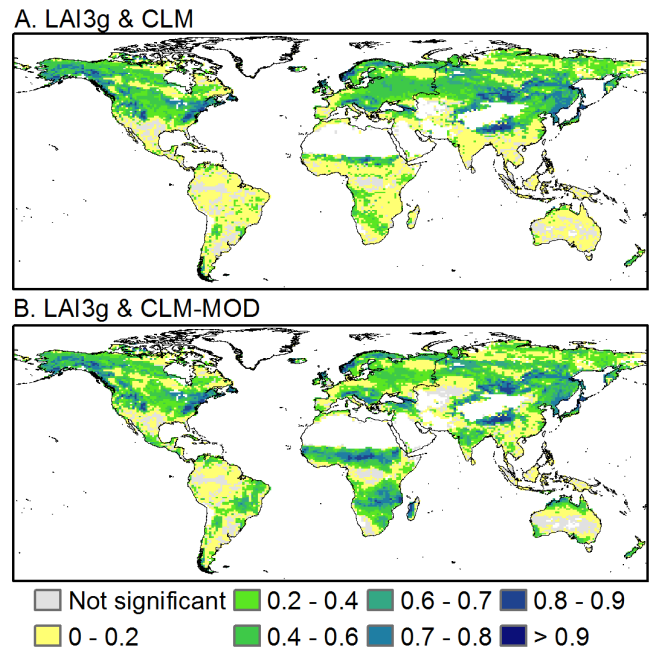 A. LAI3g & CLM
B. LAI3g & CLM-MOD
Not significant 0.2 - 0.4 0.6 - 0.7 0.8 - 0.9
0 - 0.2 0.4 - 0.6 0.7 - 0.8 > 0.9